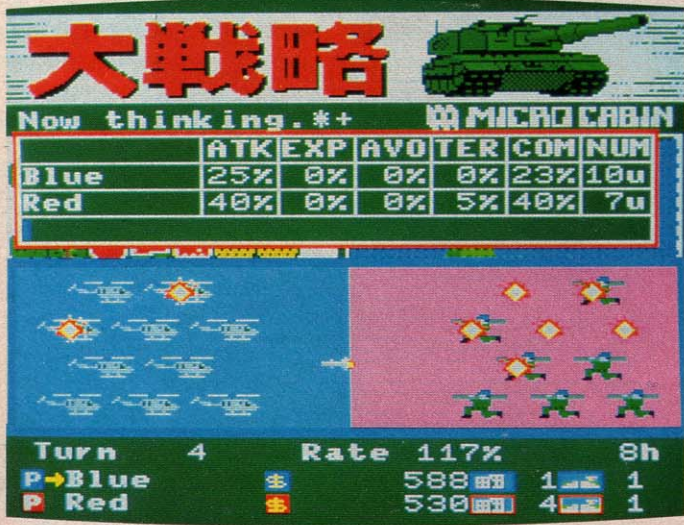 大戦略
Now thinking.*+ MICRO CABIN
ATK EXP AVO TER COM NUM
Blue 25% 0% 0% 0% 23% 10u
Red 40% 0% 0% 5% 40% 7u
Turn 4 Rate 117% 8h
P→Blue $ 588 1 1
P Red $ 530 4 1